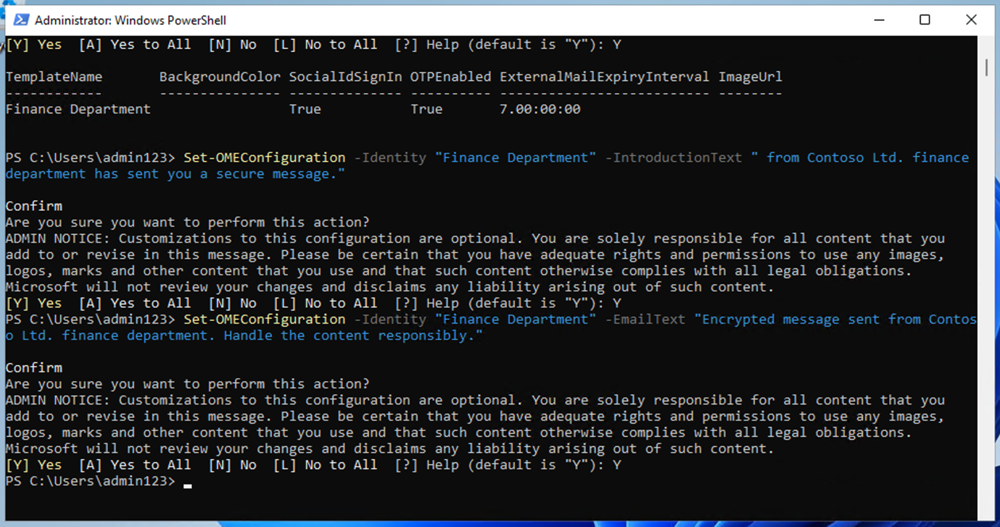 Administrator: Windows PowerShell
[Y] Yes  [A] Yes to All  [N] No  [L] No to All  [?] Help (default is "Y"): Y
TemplateName       BackgroundColor SocialIdSignIn OTPEnabled ExternalMailExpiryInterval ImageUrl
------------       --------------- -------------- ---------- -------------------------- --------
Finance Department                 True           True       7.00:00:00
PS C:\Users\admin123> Set-OMEConfiguration -Identity "Finance Department" -IntroductionText " from Contoso Ltd. finance
department has sent you a secure message."
Confirm
Are you sure you want to perform this action?
ADMIN NOTICE: Customizations to this configuration are optional. You are solely responsible for all content that you
add to or revise in this message. Please be certain that you have adequate rights and permissions to use any images,
logos, marks and other content that you use and that such content otherwise complies with all legal obligations.
Microsoft will not review your changes and disclaims any liability arising out of such content.
[Y] Yes  [A] Yes to All  [N] No  [L] No to All  [?] Help (default is "Y"): Y
PS C:\Users\admin123> Set-OMEConfiguration -Identity "Finance Department" -EmailText "Encrypted message sent from Contos
o Ltd. finance department. Handle the content responsibly."
Confirm
Are you sure you want to perform this action?
ADMIN NOTICE: Customizations to this configuration are optional. You are solely responsible for all content that you
add to or revise in this message. Please be certain that you have adequate rights and permissions to use any images,
logos, marks and other content that you use and that such content otherwise complies with all legal obligations.
Microsoft will not review your changes and disclaims any liability arising out of such content.
[Y] Yes  [A] Yes to All  [N] No  [L] No to All  [?] Help (default is "Y"): Y
PS C:\Users\admin123>